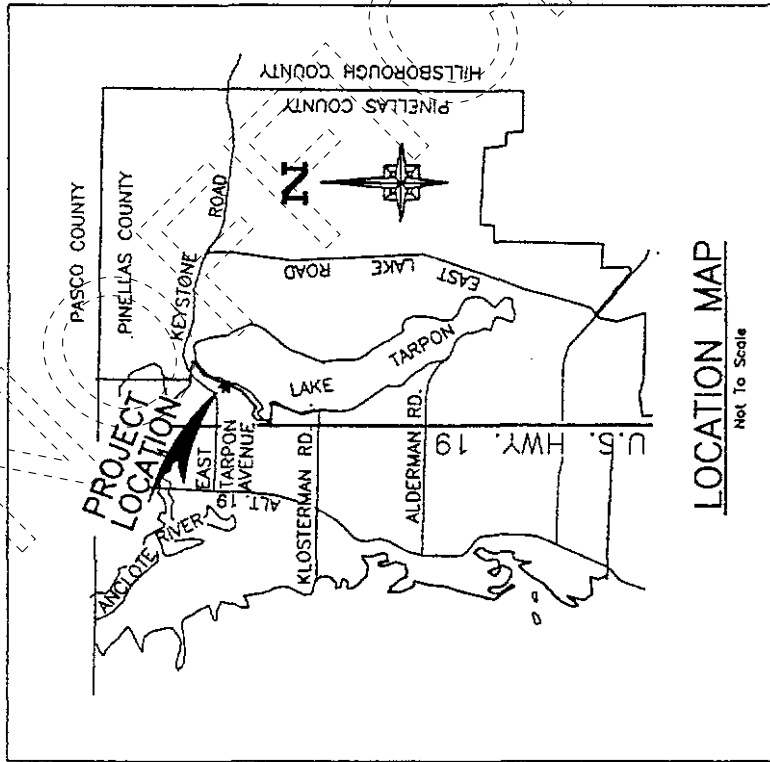 PASCO COUNTY
PINELLAS COUNTY
HILLSBOROUGH COUNTY
PINELLAS COUNTY
KEYSTONE
ROAD
N
PROJECT
LOCATION
ANCLOTE RIVER
ALT. 19
EAST
TARPON
AVENUE
EAST LAKE ROAD
LAKE TARPON
KLOSTERMAN RD.
ALDERMAN RD.
U.S. HWY. 19
LOCATION MAP
Not To Scale